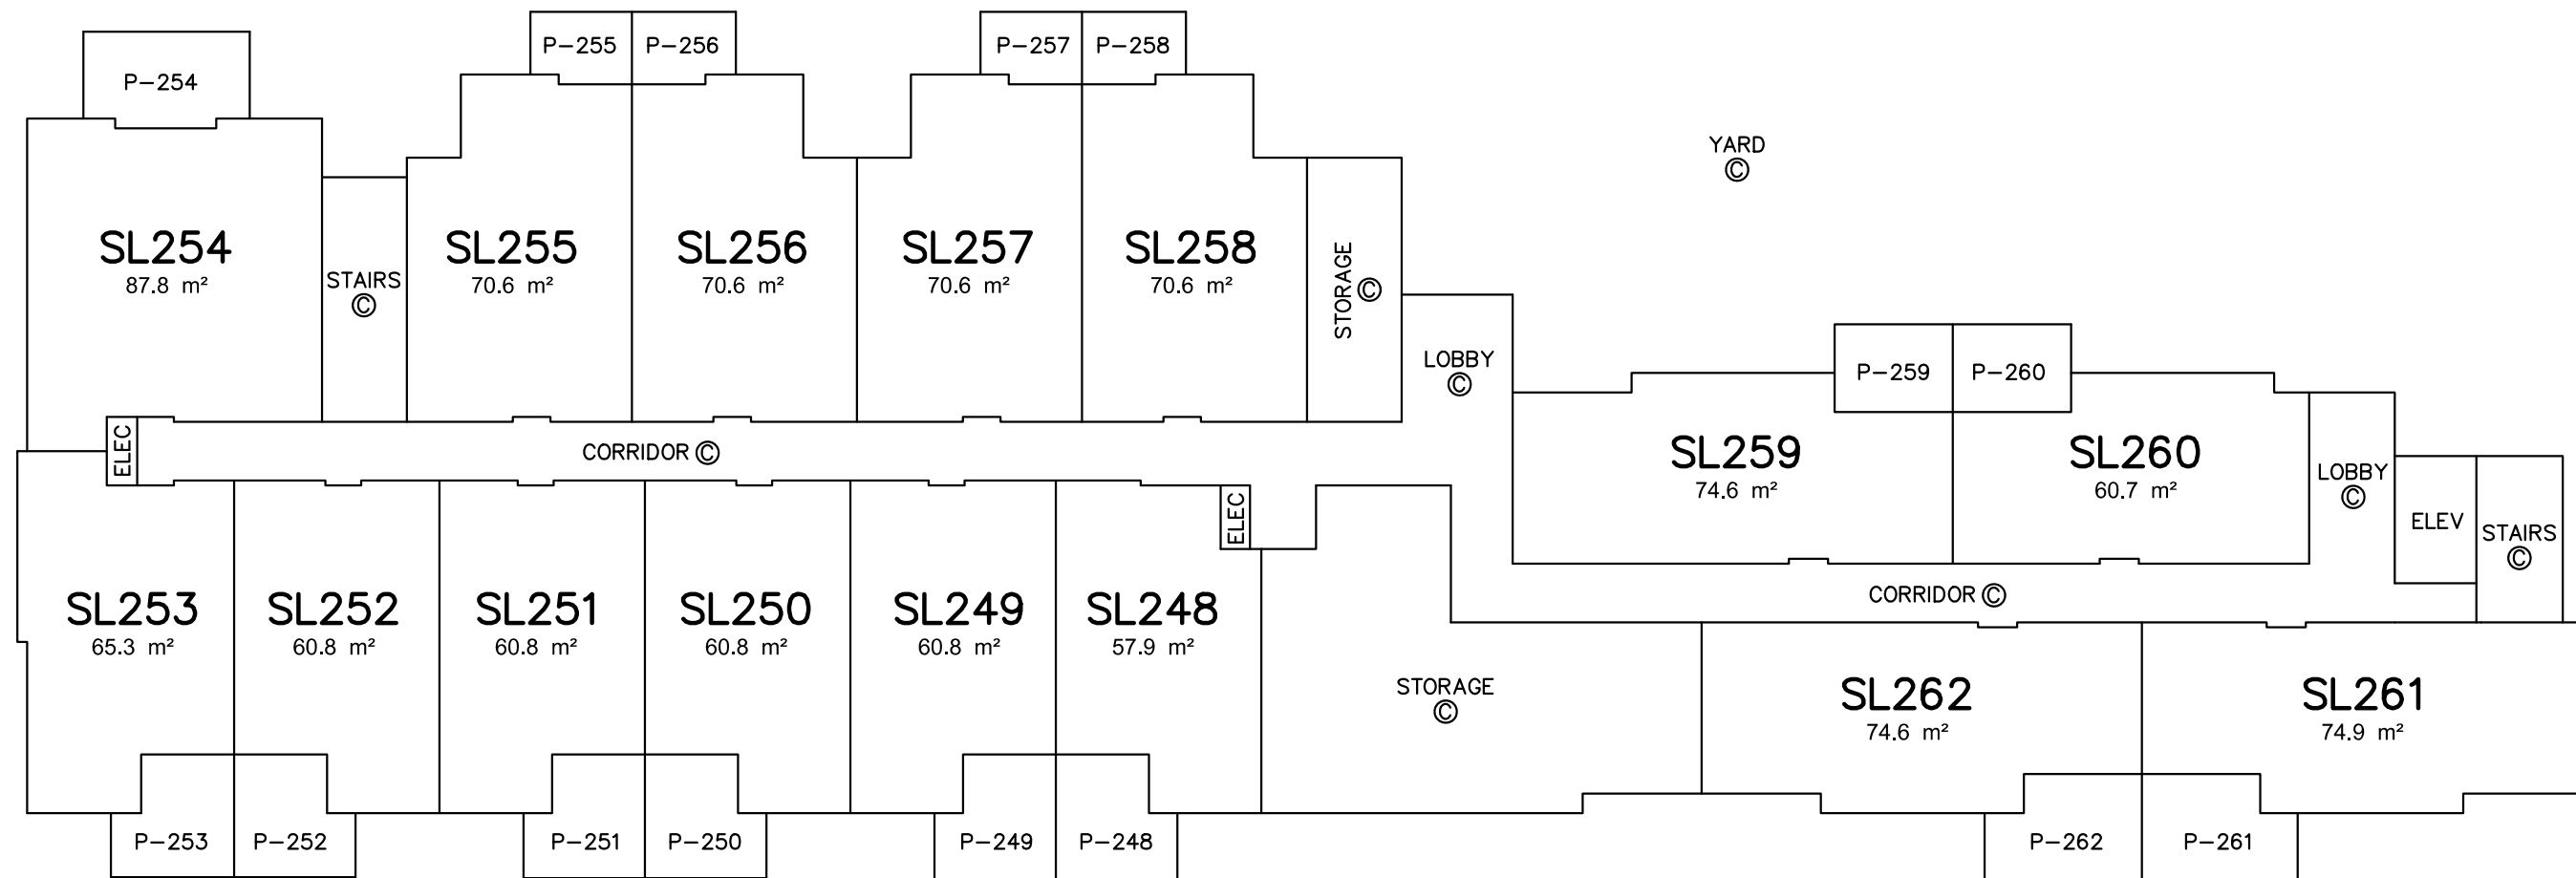 P-255
P-256
P-257
P-258
P-254
YARD
©
SL254
87.8 m²
STAIRS
©
SL255
70.6 m²
SL256
70.6 m²
SL257
70.6 m²
SL258
70.6 m²
STORAGE ©
LOBBY
©
P-259
P-260
ELEC
CORRIDOR ©
SL259
74.6 m²
SL260
60.7 m²
LOBBY
©
ELEV
STAIRS
©
ELEC
CORRIDOR ©
SL253
65.3 m²
SL252
60.8 m²
SL251
60.8 m²
SL250
60.8 m²
SL249
60.8 m²
SL248
57.9 m²
STORAGE
©
SL262
74.6 m²
SL261
74.9 m²
P-253
P-252
P-251
P-250
P-249
P-248
P-262
P-261